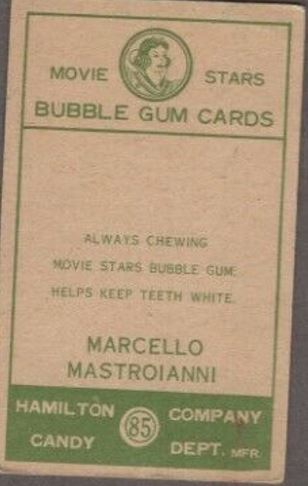 MOVIE STARS
BUBBLE GUM CARDS
ALWAYS CHEWING
MOVIE STARS BUBBLE GUM.
HELPS KEEP TEETH WHITE.
MARCELLO
MASTROIANNI
HAMILTON COMPANY
85
CANDY DEPT. MFR.